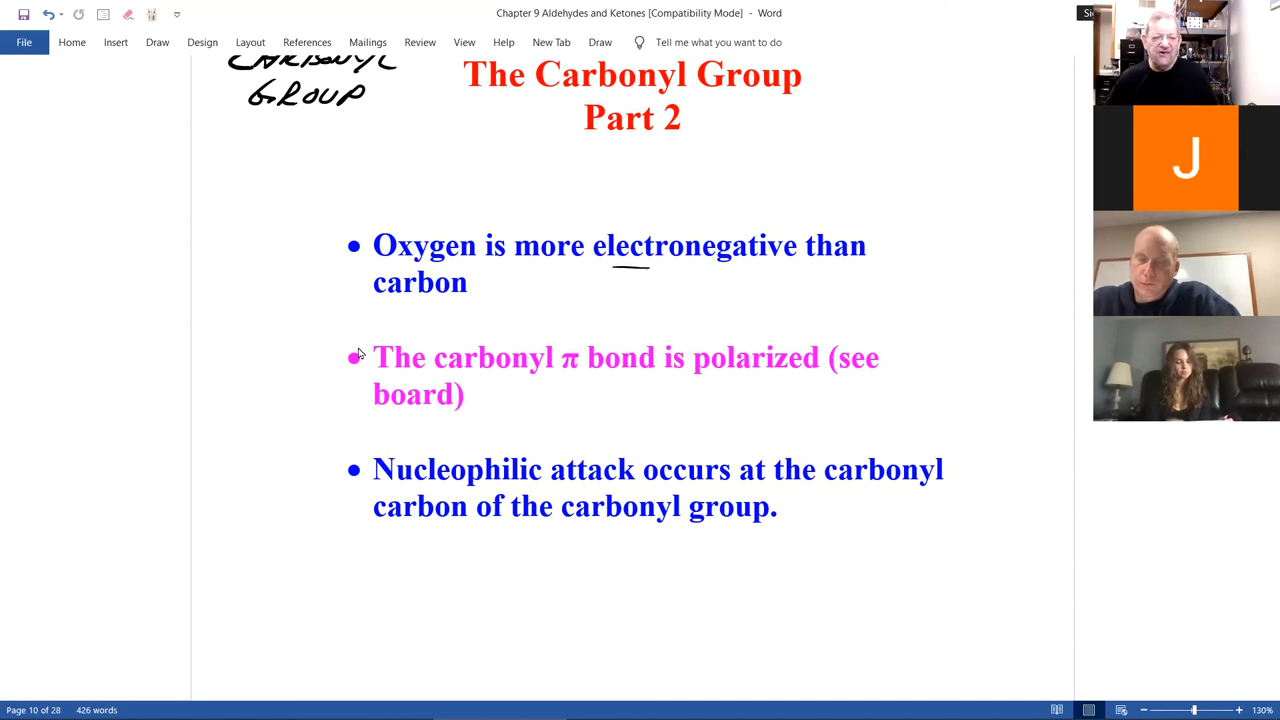 Chapter 9 Aldehydes and Ketones [Compatibility Mode] - Word
File Home Insert Draw Design Layout References Mailings Review View Help New Tab Draw Tell me what you want to do
CARBONYL
GROUP
The Carbonyl Group
Part 2
J
• Oxygen is more electronegative than
carbon
• The carbonyl π bond is polarized (see
board)
• Nucleophilic attack occurs at the carbonyl
carbon of the carbonyl group.
Page 10 of 28 426 words 130%